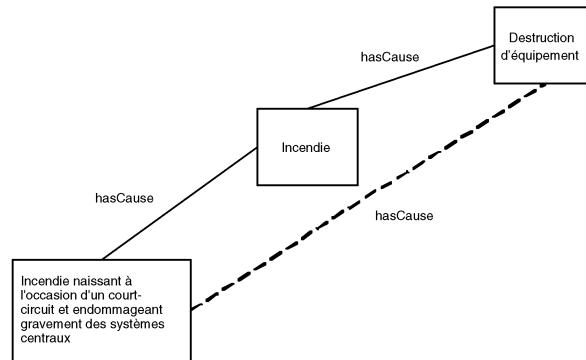 Destruction
d'équipement
hasCause
Incendie
hasCause
hasCause
Incendie naissant à
l'occasion d'un court-
circuit et endommageant
gravement des systèmes
centraux